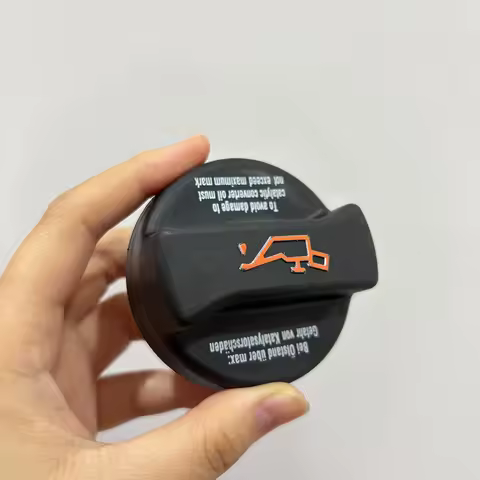 To avoid damage to
catalytic converter oil must
not exceed maximum mark
Bei Ölstand über max:
Gefahr von Katalysatorschäden